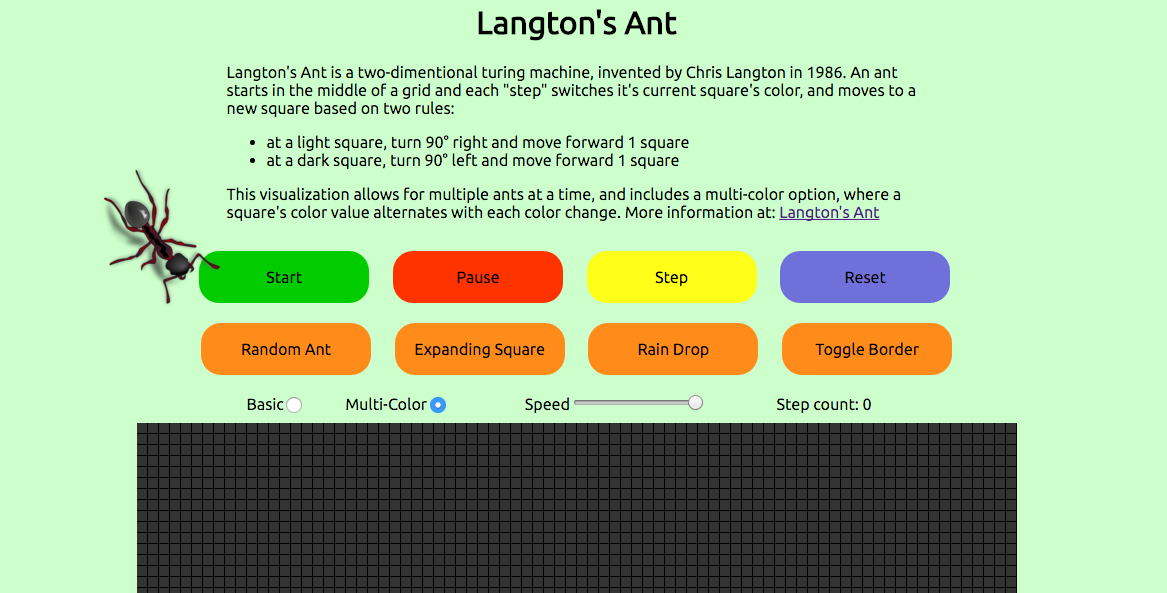 Langton's Ant
Langton's Ant is a two-dimentional turing machine, invented by Chris Langton in 1986. An ant
starts in the middle of a grid and each "step" switches it's current square's color, and moves to a
new square based on two rules:
• at a light square, turn 90° right and move forward 1 square
• at a dark square, turn 90° left and move forward 1 square
This visualization allows for multiple ants at a time, and includes a multi-color option, where a
square's color value alternates with each color change. More information at: Langton's Ant
Start Pause Step Reset
Random Ant Expanding Square Rain Drop Toggle Border
Basic Multi-Color Speed Step count: 0